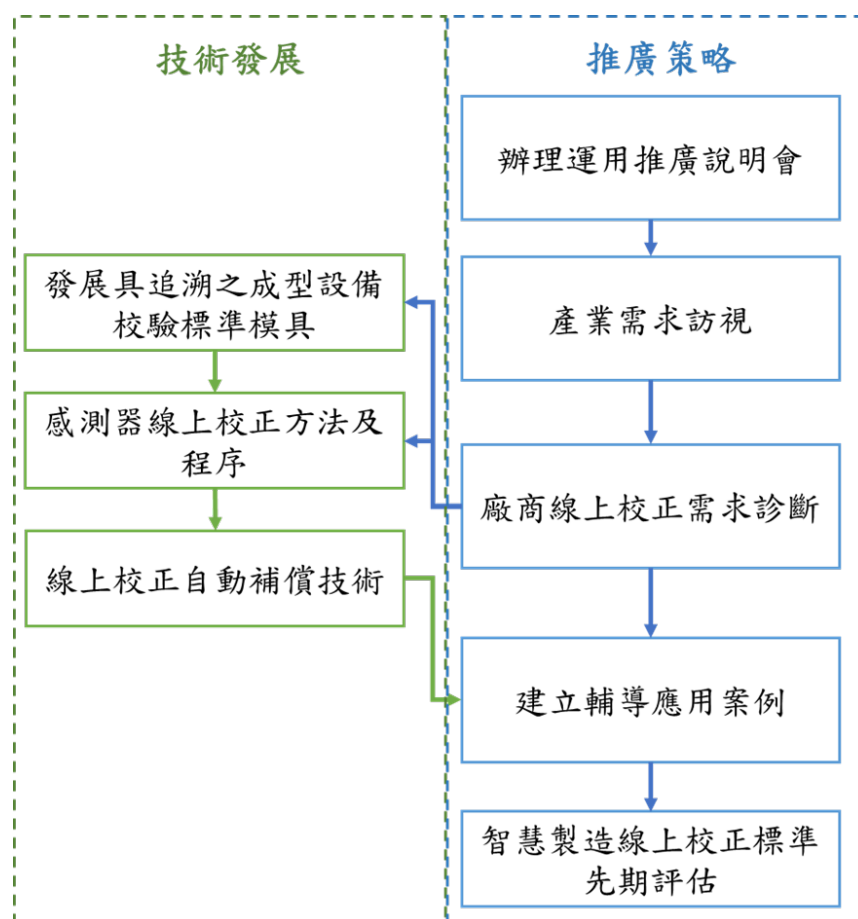 技術發展
發展具追溯之成型設備
校驗標準模具
感測器線上校正方法及
程序
線上校正自動補償技術
推廣策略
辦理運用推廣說明會
產業需求訪視
廠商線上校正需求診斷
建立輔導應用案例
智慧製造線上校正標準
先期評估